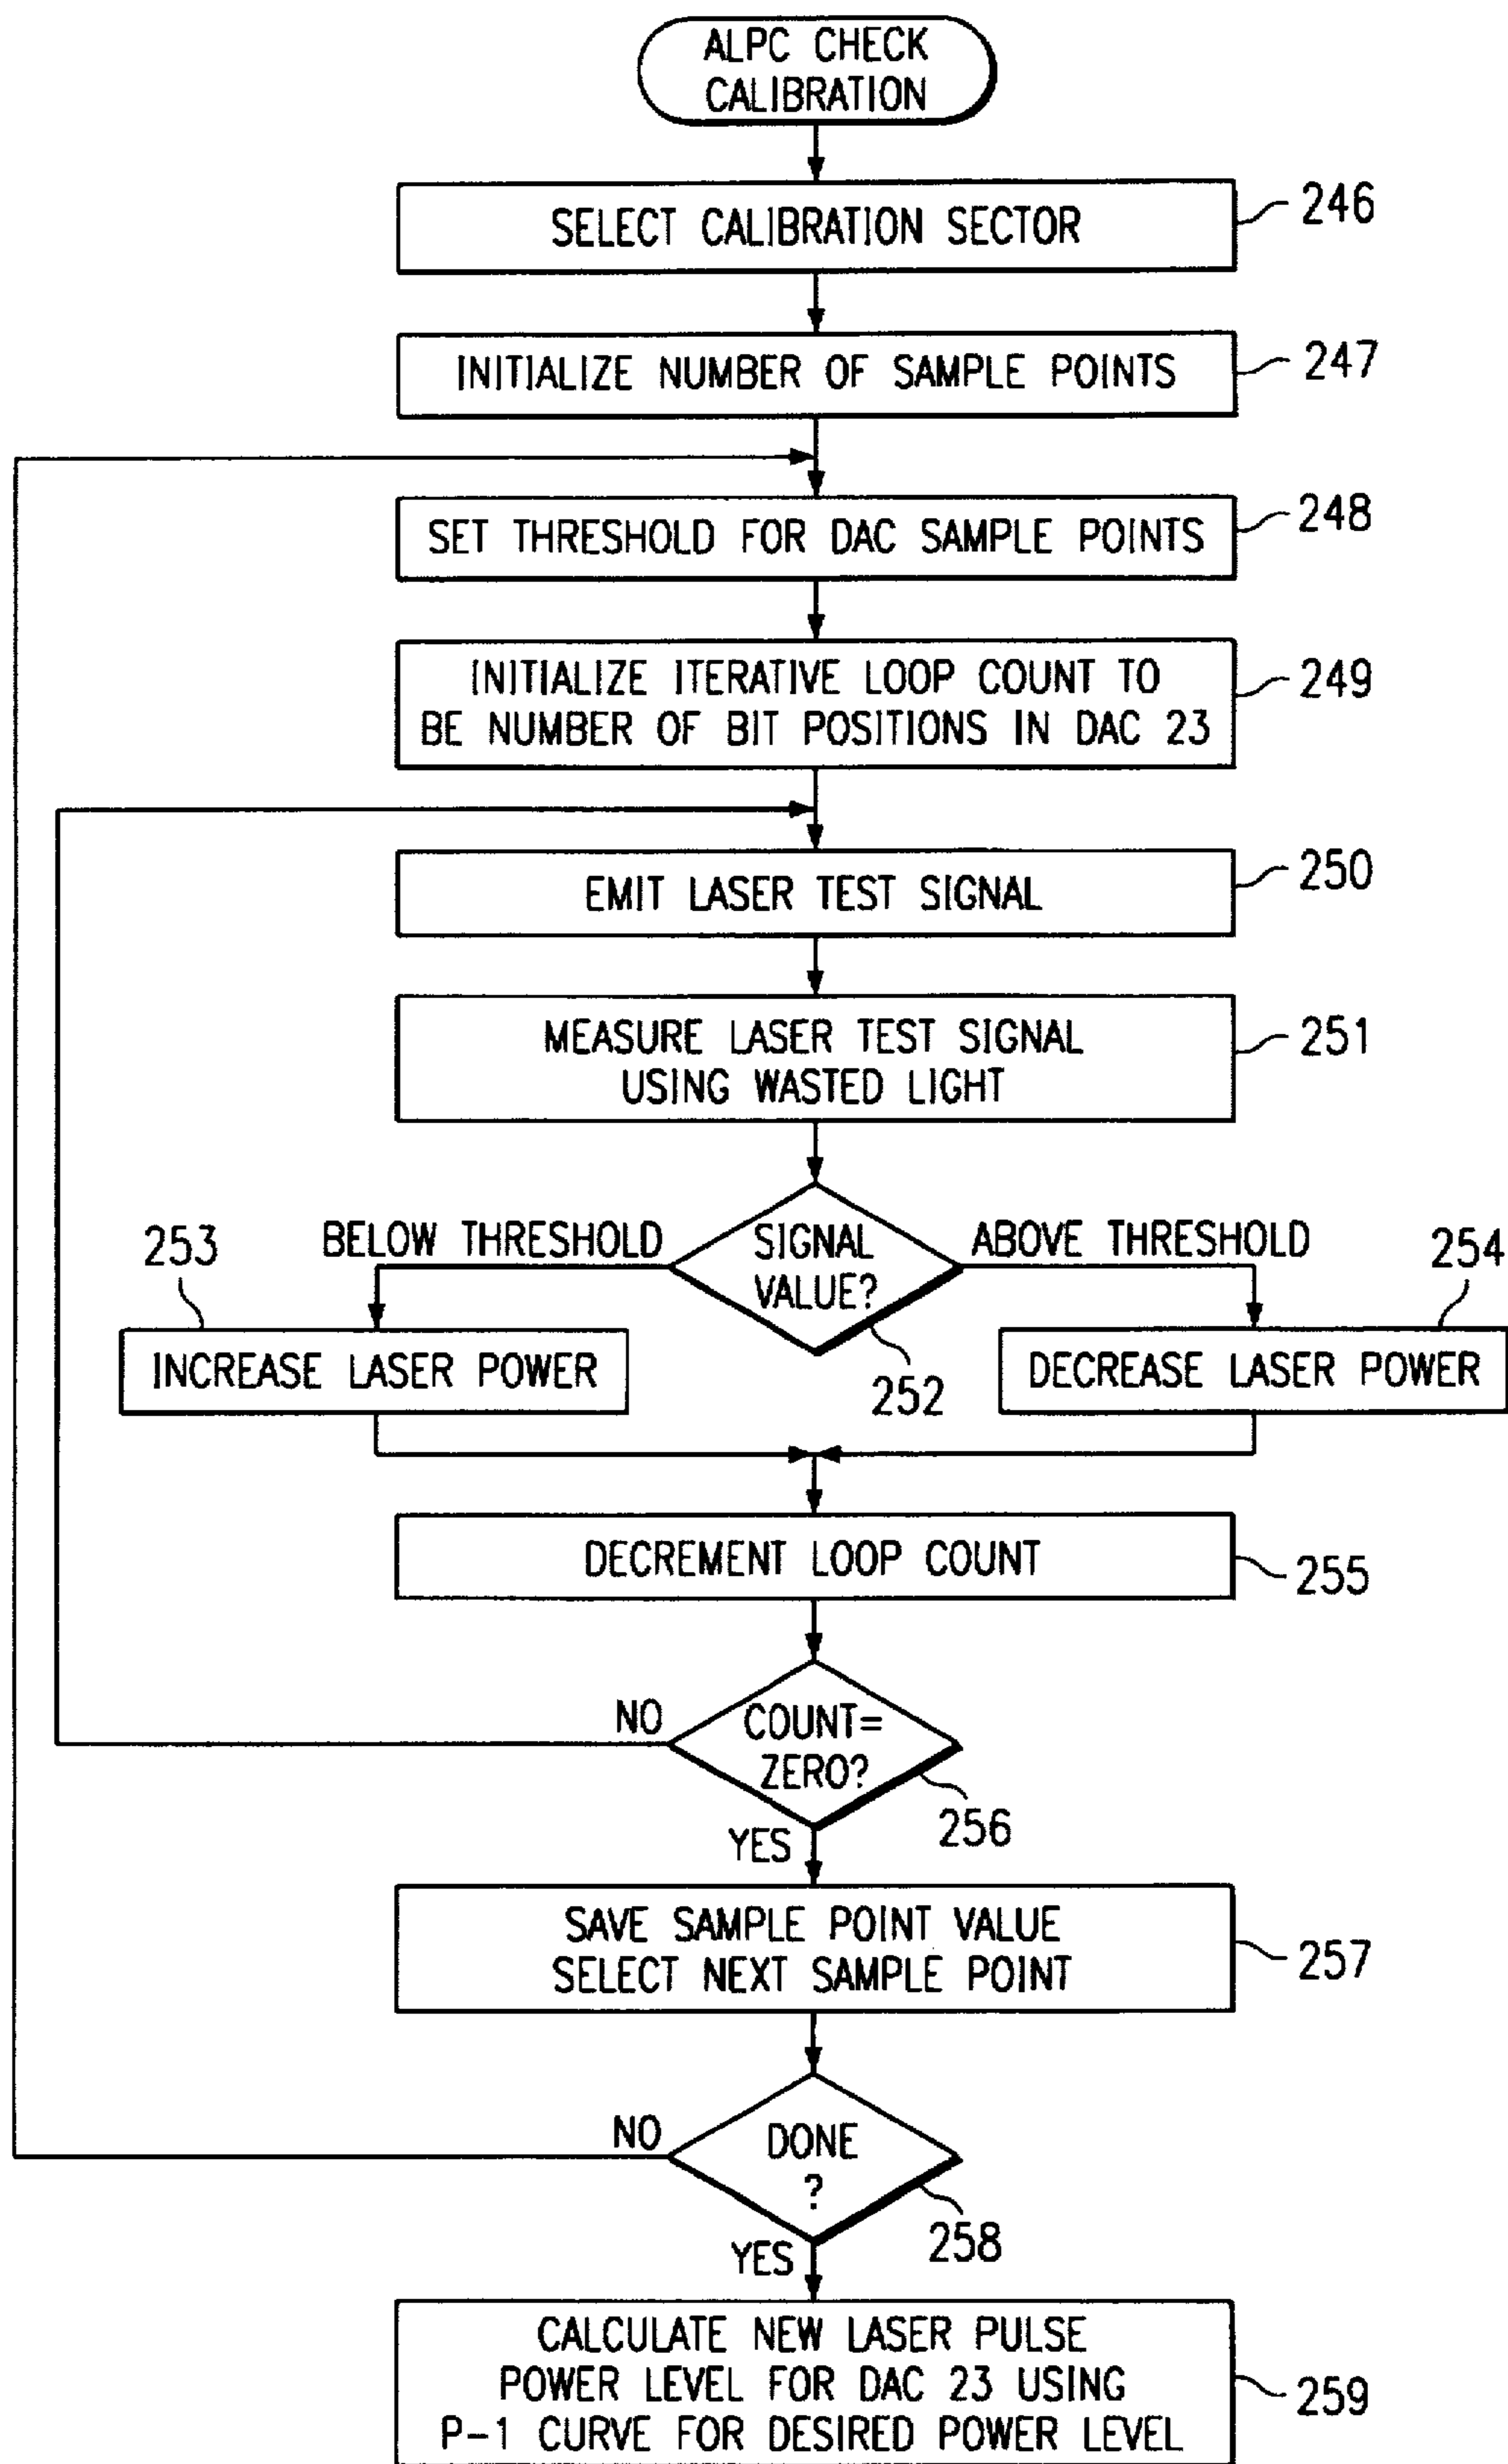 ALPC CHECK
CALIBRATION
SELECT CALIBRATION SECTOR
246
INITIALIZE NUMBER OF SAMPLE POINTS
247
SET THRESHOLD FOR DAC SAMPLE POINTS
248
INITIALIZE ITERATIVE LOOP COUNT TO
BE NUMBER OF BIT POSITIONS IN DAC 23
249
EMIT LASER TEST SIGNAL
250
MEASURE LASER TEST SIGNAL
USING WASTED LIGHT
251
BELOW THRESHOLD
SIGNAL
VALUE?
ABOVE THRESHOLD
252
253
INCREASE LASER POWER
254
DECREASE LASER POWER
DECREMENT LOOP COUNT
255
NO
COUNT=
ZERO?
256
YES
SAVE SAMPLE POINT VALUE
SELECT NEXT SAMPLE POINT
257
NO
DONE
?
258
YES
CALCULATE NEW LASER PULSE
POWER LEVEL FOR DAC 23 USING
P-1 CURVE FOR DESIRED POWER LEVEL
259